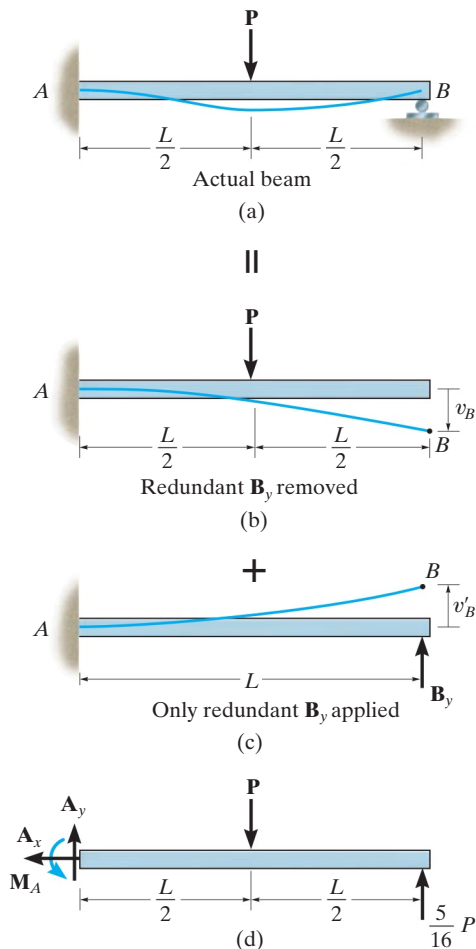 P
A
B
L/2
L/2
Actual beam
(a)
=
P
A
v_B
L/2
L/2
B
Redundant B_y removed
(b)
+
B
A
v'_B
L
B_y
Only redundant B_y applied
(c)
P
A_y
A_x
M_A
L/2
L/2
5/16 P
(d)